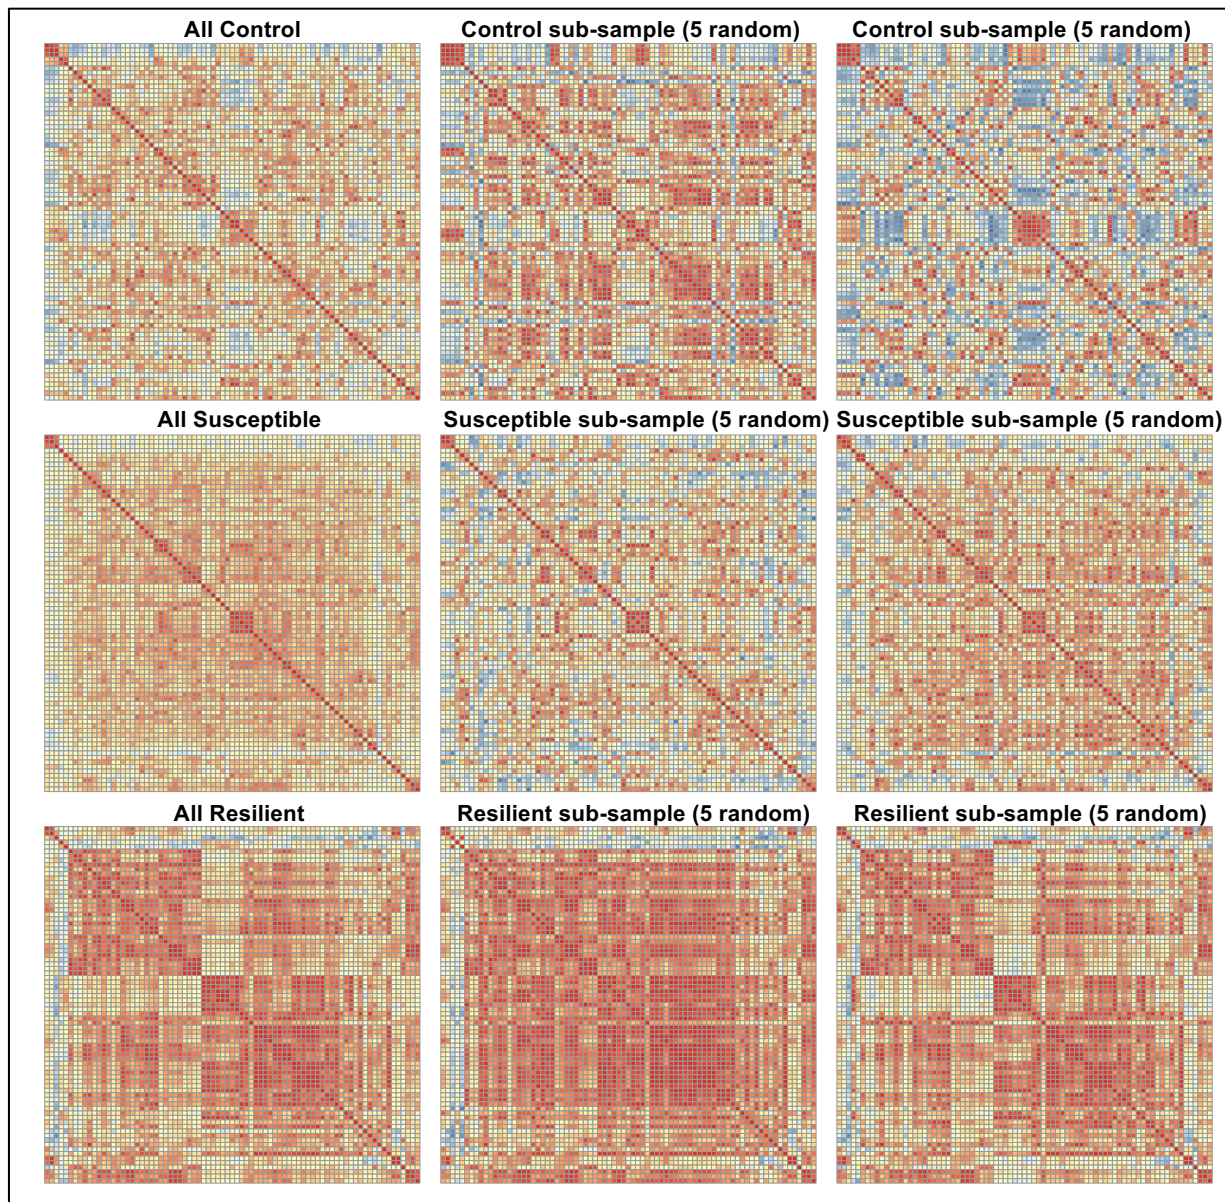 All Control
Control sub-sample (5 random)
Control sub-sample (5 random)
All Susceptible
Susceptible sub-sample (5 random)
Susceptible sub-sample (5 random)
All Resilient
Resilient sub-sample (5 random)
Resilient sub-sample (5 random)